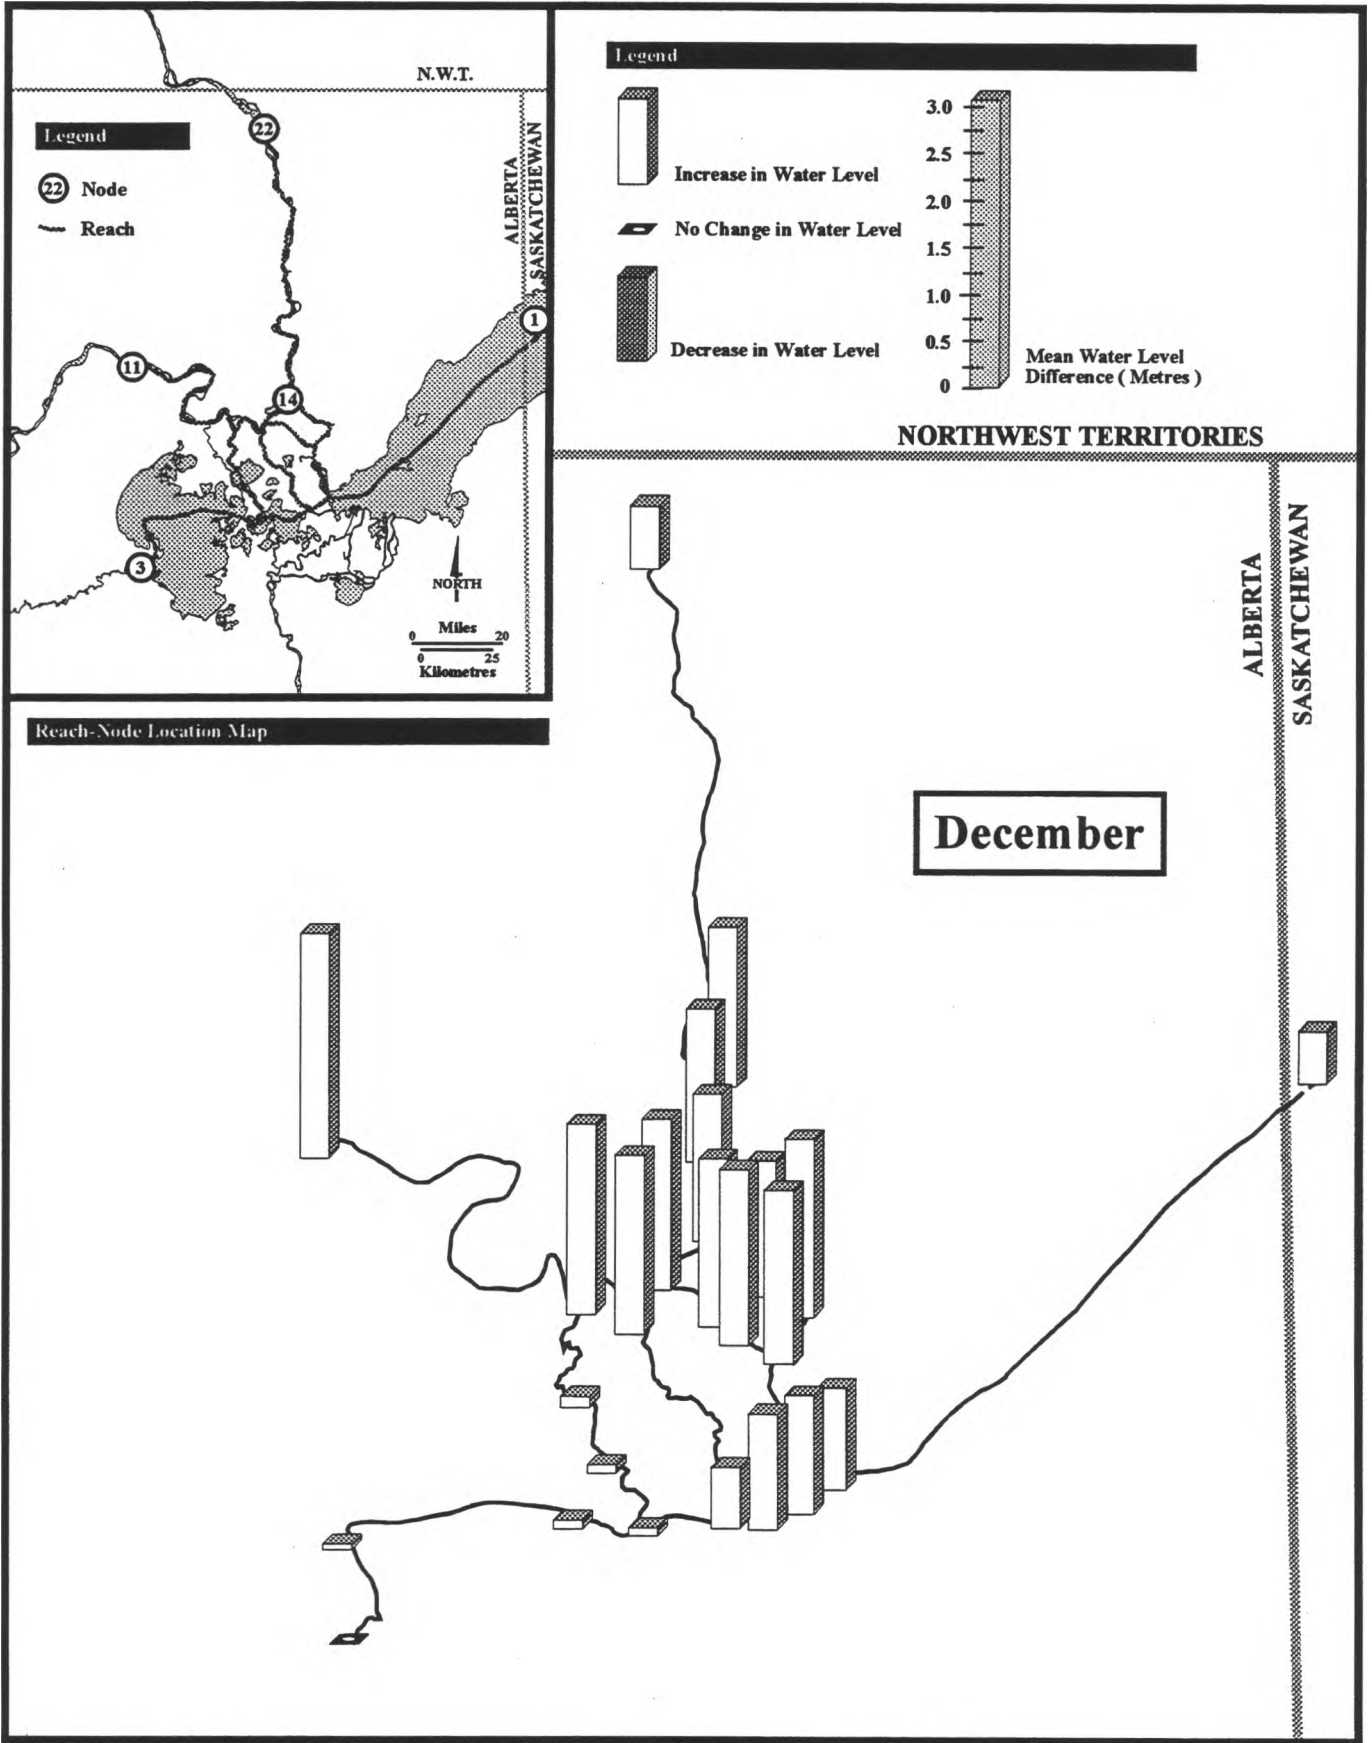 N.W.T.
Legend
22
22 Node
Reach
ALBERTA
SASKATCHEWAN
1
11
14
3
NORTH
Miles
0 20
0 25
Kilometres
Reach-Node Location Map
Legend
Increase in Water Level
No Change in Water Level
Decrease in Water Level
3.0
2.5
2.0
1.5
1.0
0.5
0
Mean Water Level
Difference ( Metres )
NORTHWEST TERRITORIES
ALBERTA
SASKATCHEWAN
December